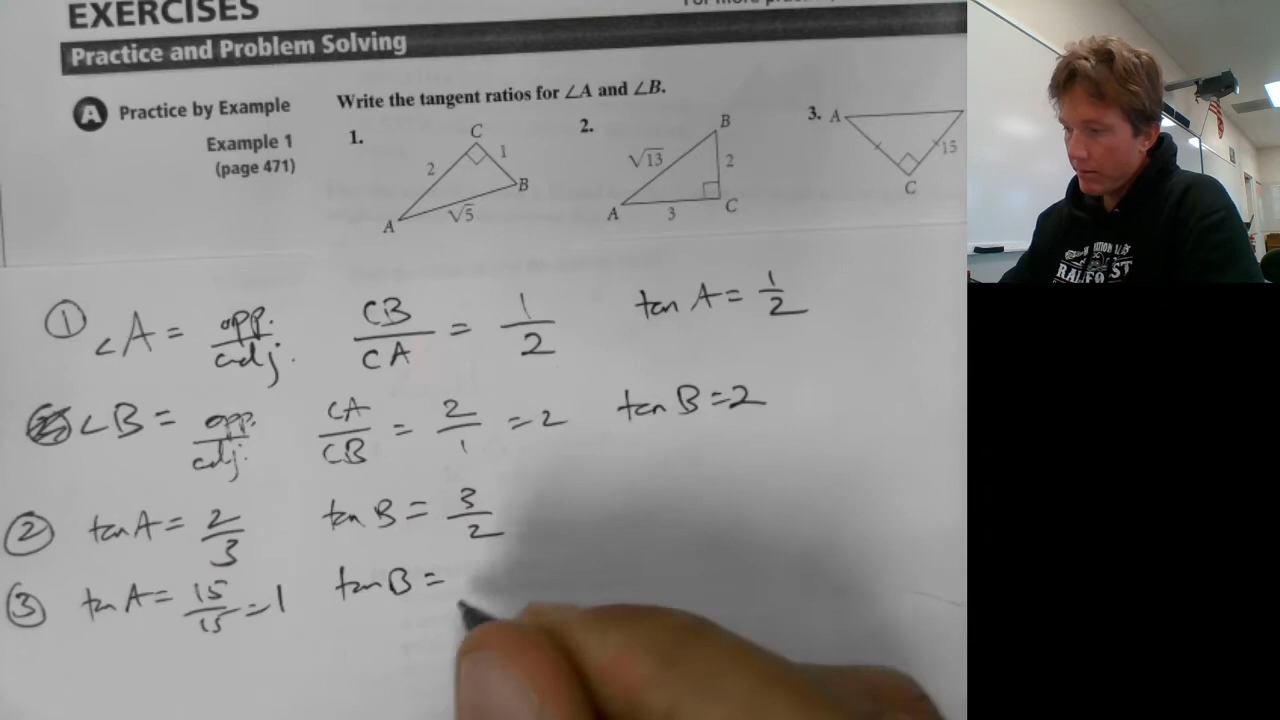 EXERCISES
Practice and Problem Solving
A Practice by Example
Example 1
(page 471)
Write the tangent ratios for ∠A and ∠B.
1. A 2 C 1 B √5
2. A √13 B 2 C 3
3. A 15 C
① ∠A = opp./adj. CB/CA = 1/2 tan A = 1/2
∠B = opp./adj. CA/CB = 2/1 = 2 tan B = 2
② tan A = 2/3 tan B = 3/2
③ tan A = 15/15 = 1 tan B =